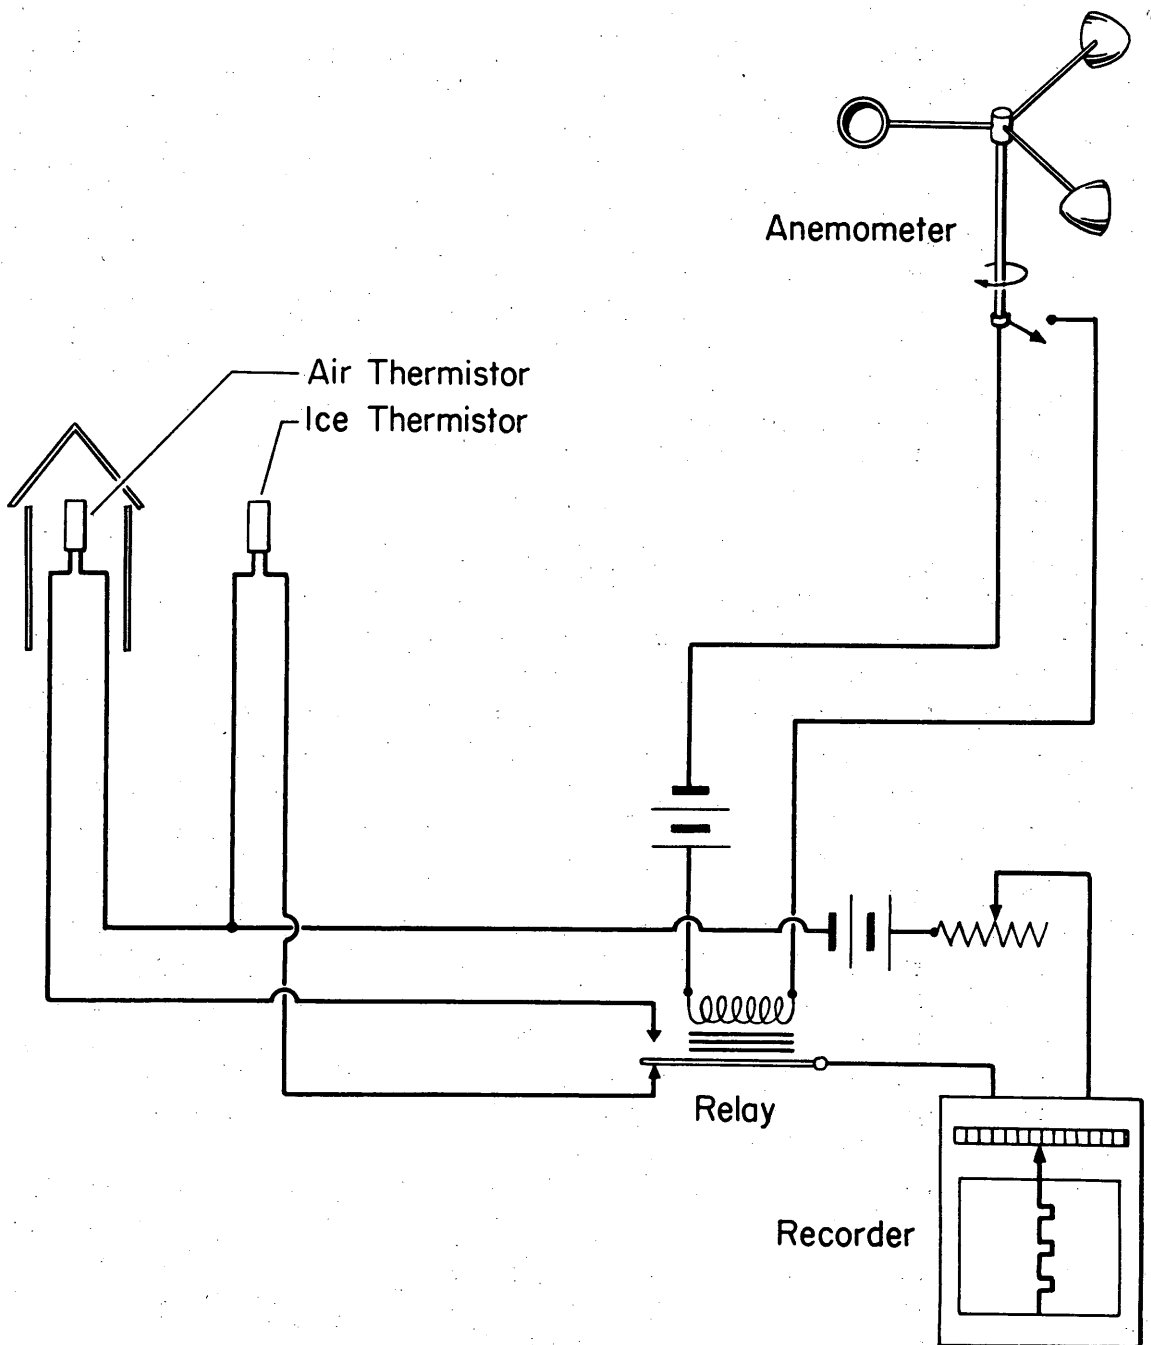 Anemometer
Air Thermistor
Ice Thermistor
Relay
Recorder